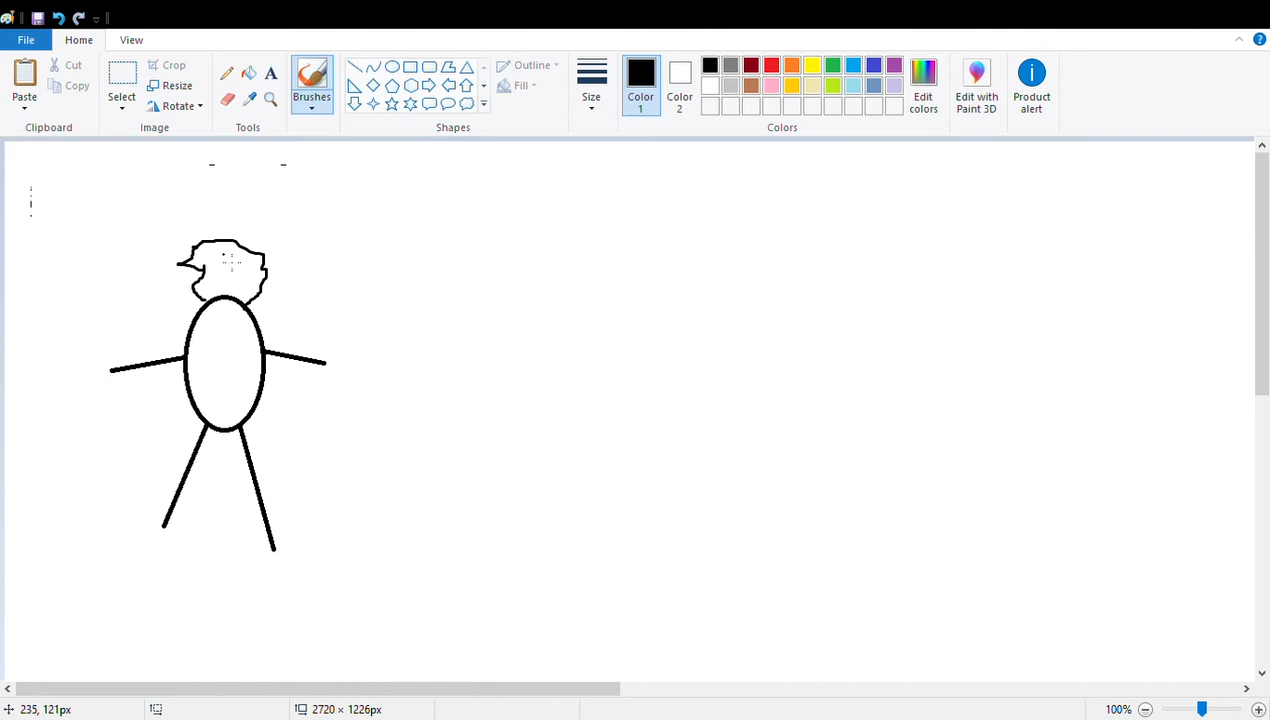 File Home View
Paste Cut Copy Clipboard
Select Crop Resize Rotate Image
A Tools
Brushes
Outline Fill Shapes
Size
Color 1 Color 2 Edit colors Colors
Edit with Paint 3D
Product alert
235, 121px 2720 × 1226px 100%